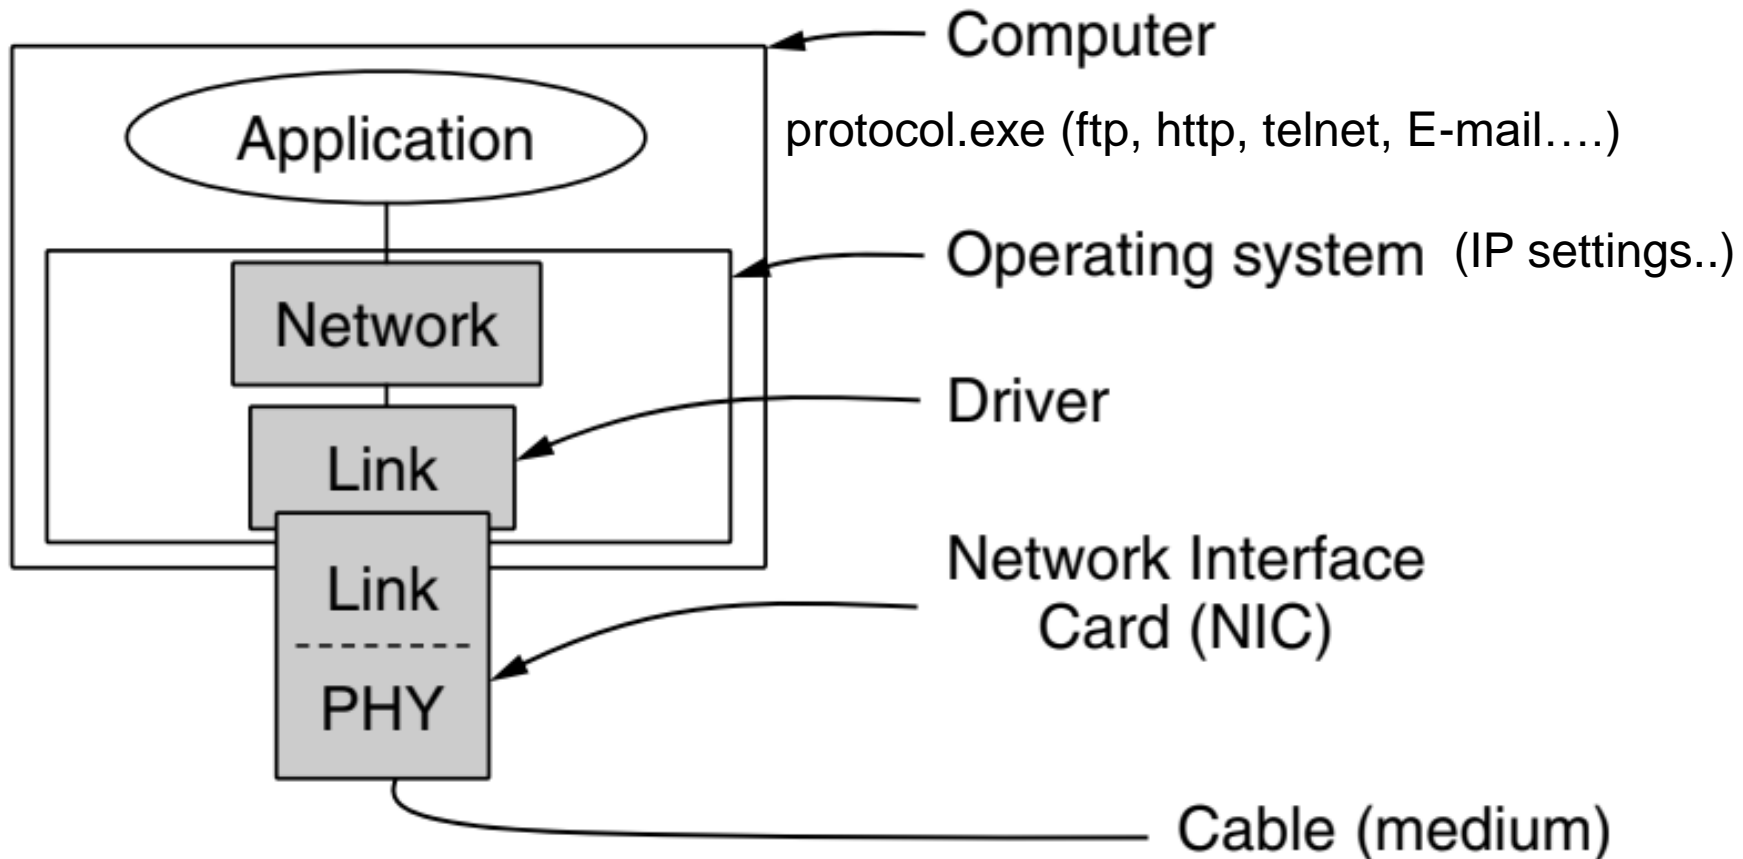 Computer
Application
protocol.exe (ftp, http, telnet, E-mail....)
Operating system (IP settings..)
Network
Driver
Link
Network Interface
Card (NIC)
Link
PHY
Cable (medium)